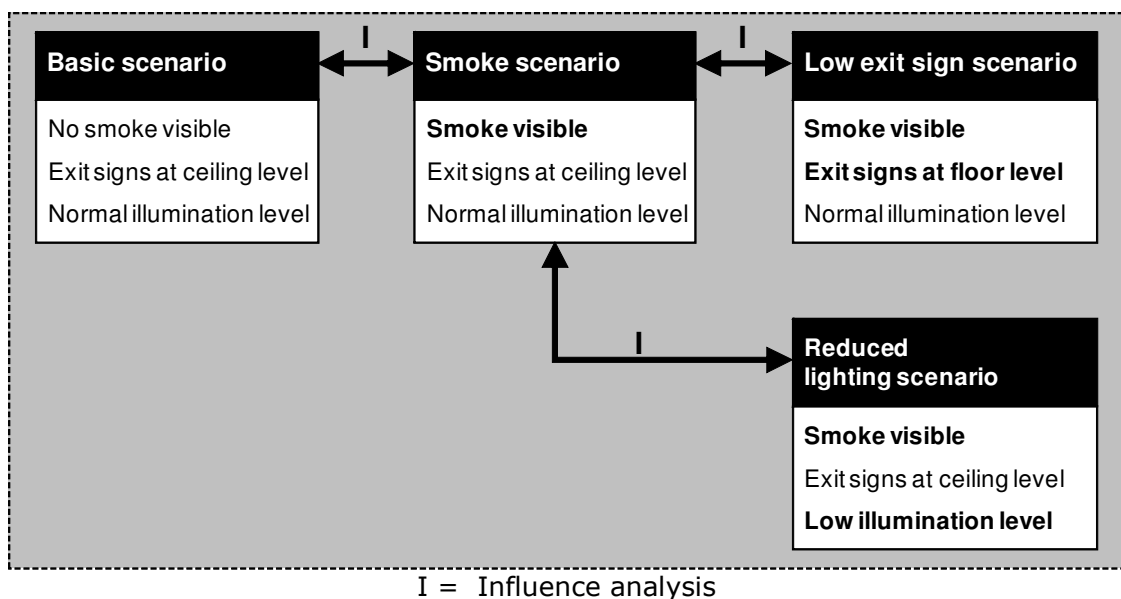 I
I
Basic scenario
Smoke scenario
Low exit sign scenario
No smoke visible
Exit signs at ceiling level
Normal illumination level
Smoke visible
Exit signs at ceiling level
Normal illumination level
Smoke visible
Exit signs at floor level
Normal illumination level
I
Reduced
lighting scenario
Smoke visible
Exit signs at ceiling level
Low illumination level
I = Influence analysis